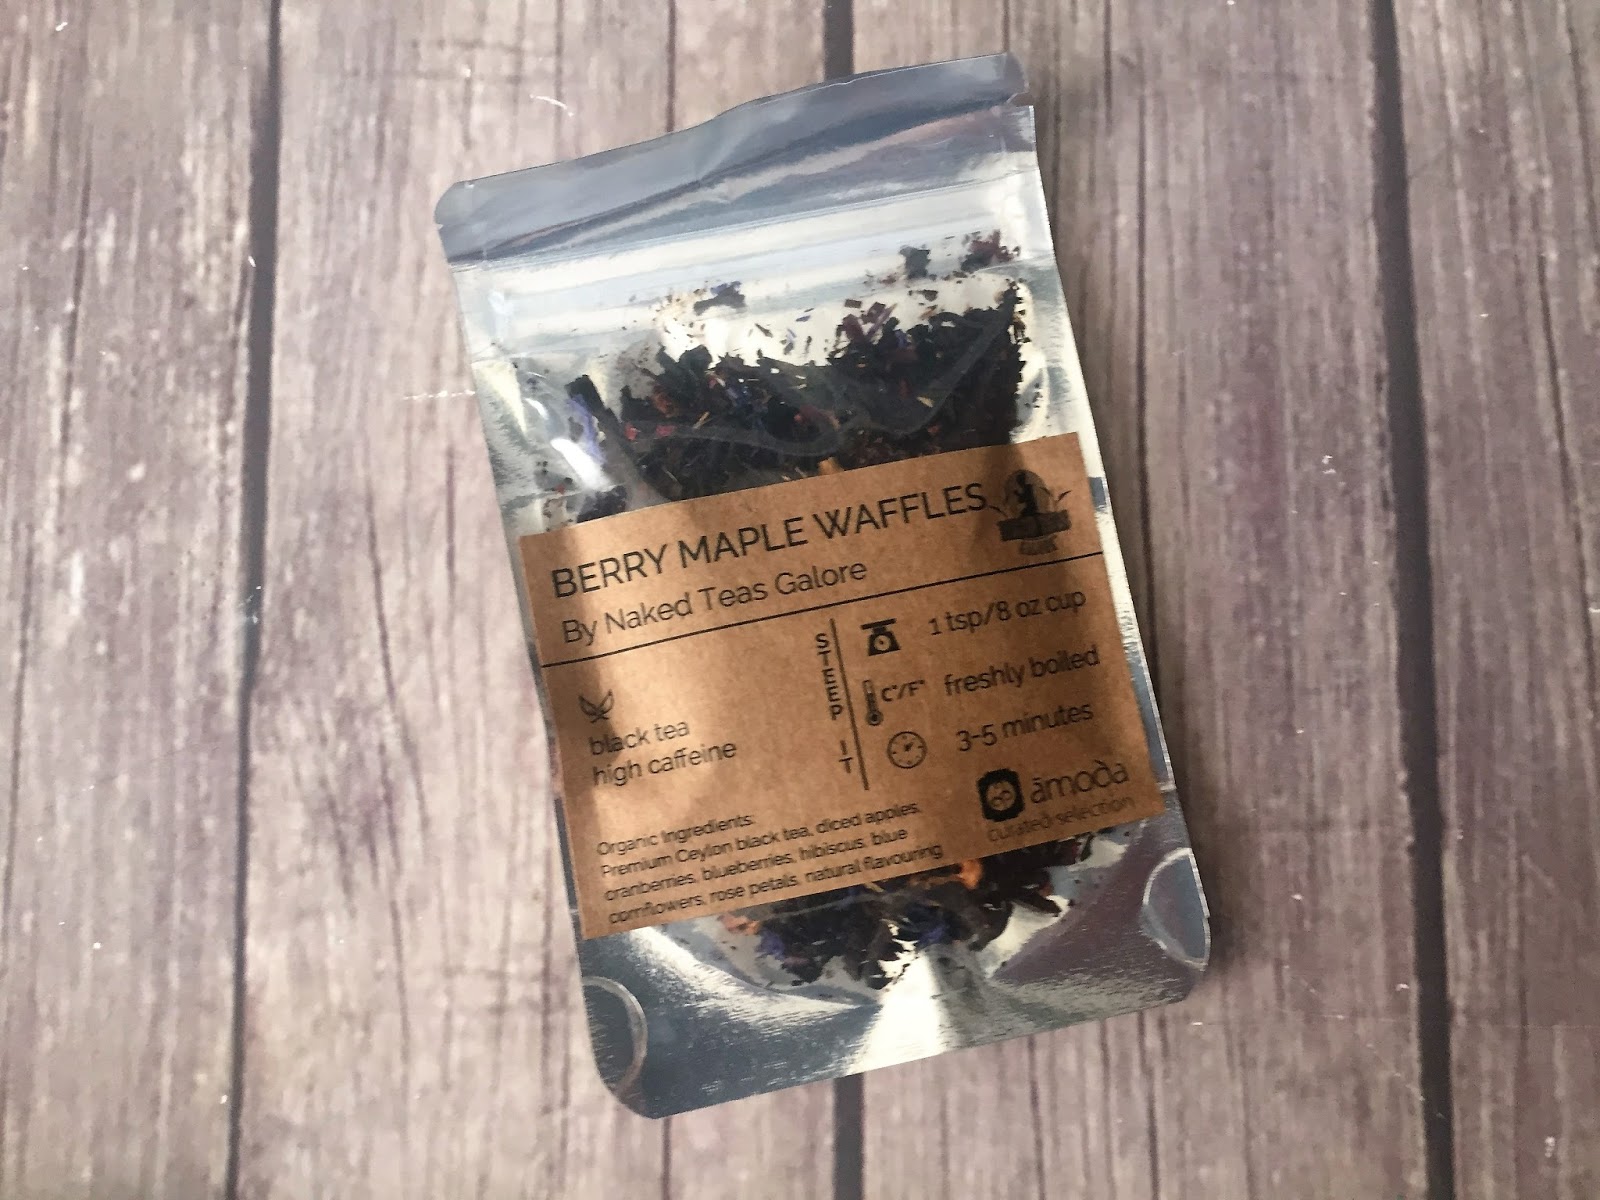 BERRY MAPLE WAFFLES
By Naked Teas Galore
black tea
high caffeine
STEEP IT
1 tsp/8 oz cup
C°/F° freshly boiled
3-5 minutes
āmoda
curated selection
Organic Ingredients:
Premium Ceylon black tea, diced apples,
cranberries, blueberries, hibiscus, blue
cornflowers, rose petals, natural flavouring